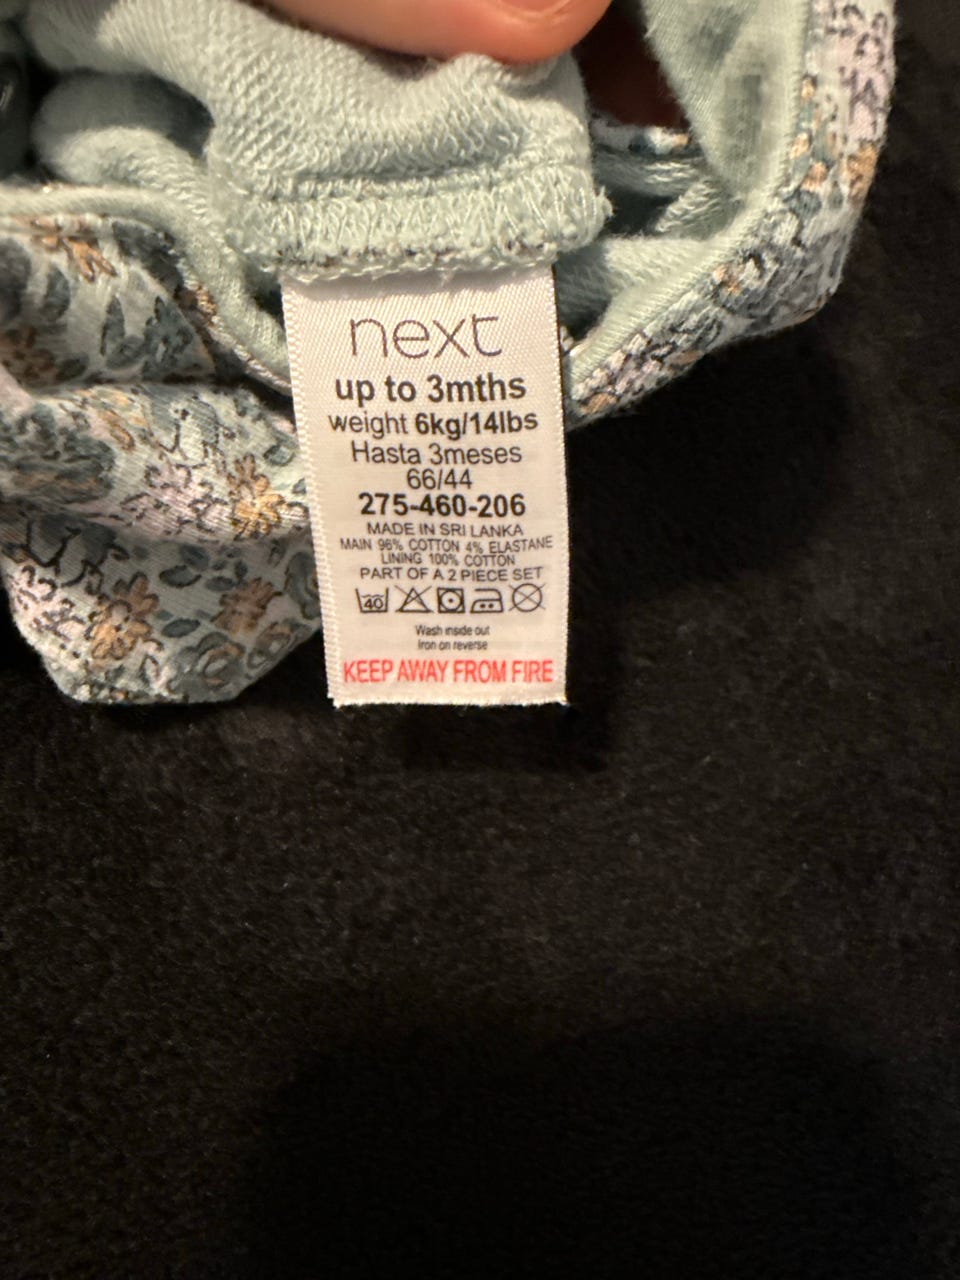 next
up to 3mths
weight 6kg/14lbs
Hasta 3meses
66/44
275-460-206
MADE IN SRI LANKA
MAIN 96% COTTON 4% ELASTANE
LINING 100% COTTON
PART OF A 2 PIECE SET
40
Wash inside out
Iron on reverse
KEEP AWAY FROM FIRE